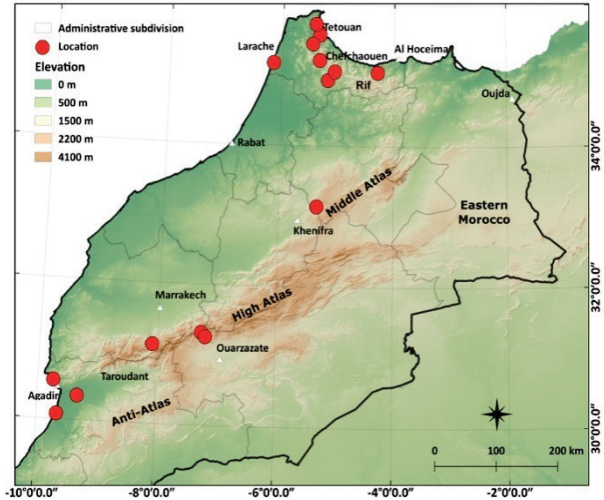 Administrative subdivision
Location
Elevation
0 m
500 m
1500 m
2200 m
4100 m
Tetouan
Larache
Chefchaouen
Al Hoceima
Rif
Oujda
Rabat
34°0'0.0"
Middle Atlas
Eastern
Morocco
Khenifra
32°0'0.0"
Marrakech
High Atlas
Ouarzazate
Taroudant
Agadir
Anti-Atlas
30°0'0.0"
0 100 200 km
-10°0'0.0" -8°0'0.0" -6°0'0.0" -4°0'0.0" -2°0'0.0"